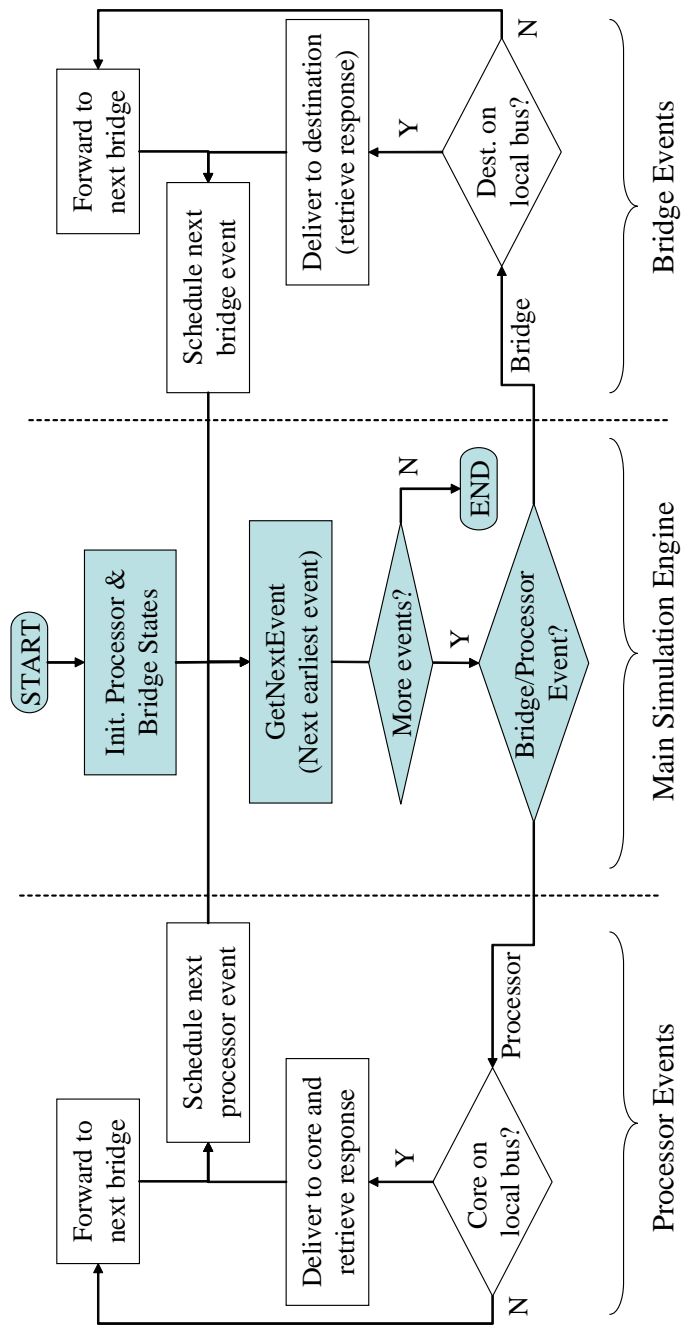 Forward to
next bridge
Schedule next
processor event
Deliver to core and
retrieve response
Y
Core on
local bus?
N
Processor
Processor Events
START
Init. Processor &
Bridge States
GetNextEvent
(Next earliest event)
More events?
N
END
Y
Bridge/Processor
Event?
Main Simulation Engine
Forward to
next bridge
Schedule next
bridge event
Deliver to destination
(retrieve response)
Y
Dest. on
local bus?
N
Bridge
Bridge Events